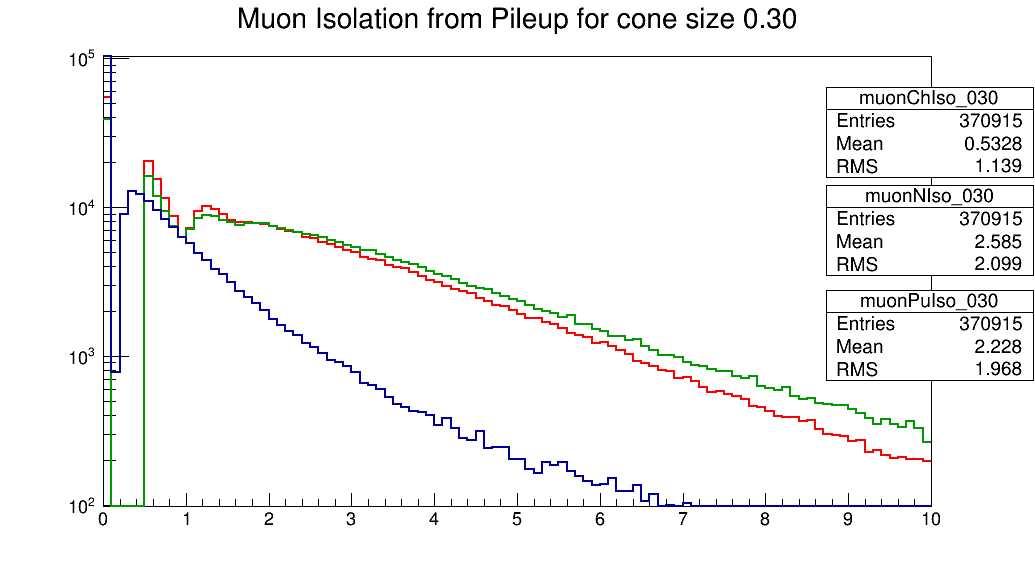 Muon Isolation from Pileup for cone size 0.30
10^5
10^4
10^3
10^2
0 1 2 3 4 5 6 7 8 9 10
muonChIso_030
Entries 370915
Mean 0.5328
RMS 1.139
muonNIso_030
Entries 370915
Mean 2.585
RMS 2.099
muonPuIso_030
Entries 370915
Mean 2.228
RMS 1.968